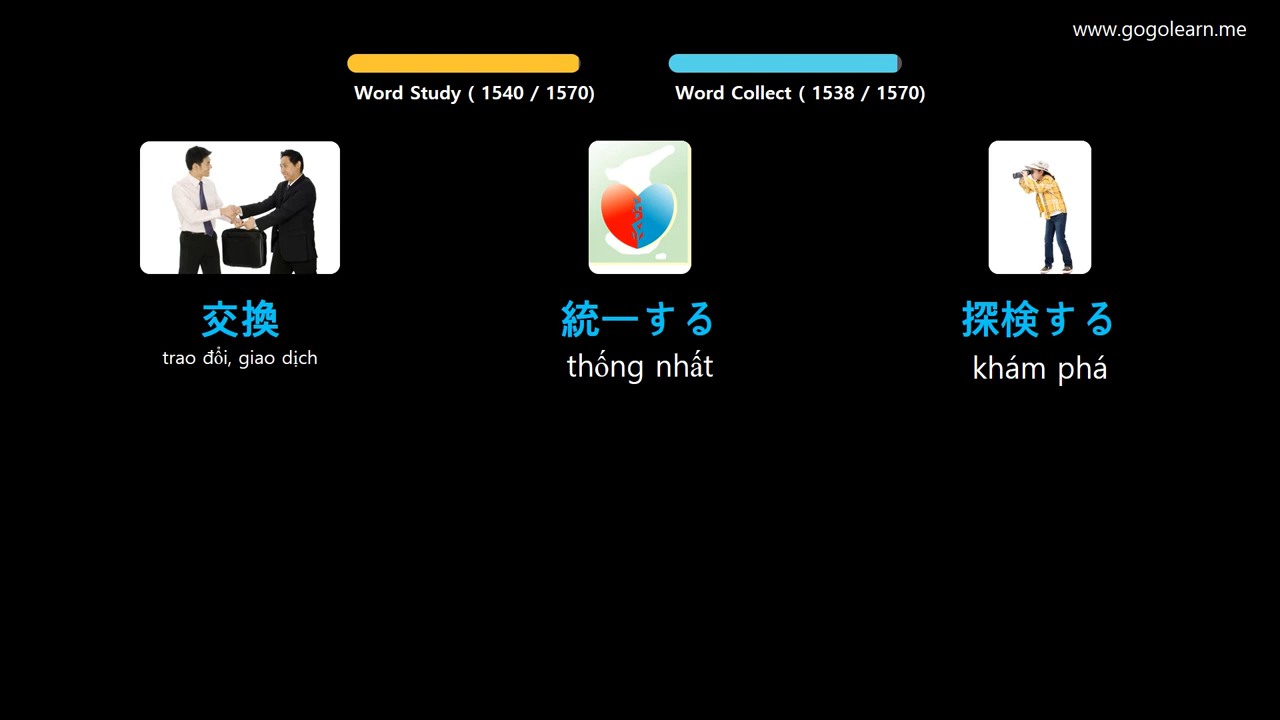 www.gogolearn.me
Word Study ( 1540 / 1570)
Word Collect ( 1538 / 1570)
交換
trao đổi, giao dịch
統一する
thống nhất
探検する
khám phá